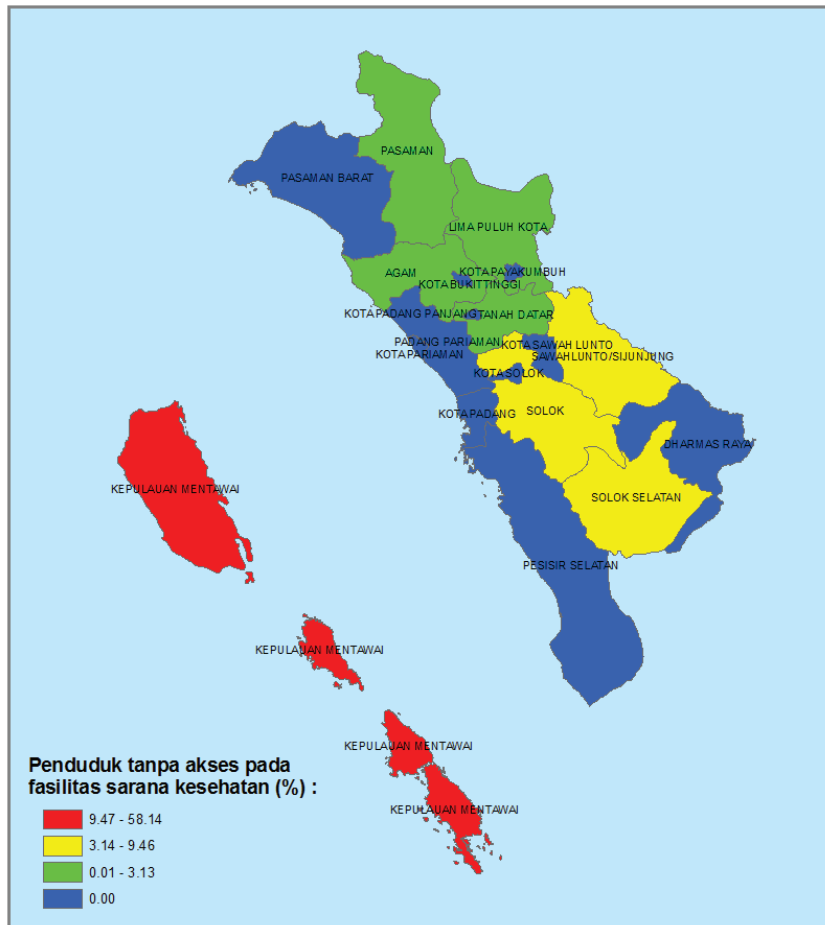 PASAMAN
PASAMAN BARAT
LIMA PULUH KOTA
AGAM
KOTA PAYAKUMBUH
KOTA BUKITTINGGI
KOTA PADANG PANJANG
TANAH DATAR
PADANG PARIAMAN
KOTA SAWAH LUNTO
KOTA PARIAMAN
SAWAHLUNTO/SIJUNJUNG
KOTA SOLOK
KOTA PADANG
SOLOK
DHARMAS RAYA
KEPULAUAN MENTAWAI
SOLOK SELATAN
PESISIR SELATAN
KEPULAUAN MENTAWAI
KEPULAUAN MENTAWAI
KEPULAUAN MENTAWAI
Penduduk tanpa akses pada
fasilitas sarana kesehatan (%) :
9.47 - 58.14
3.14 - 9.46
0.01 - 3.13
0.00